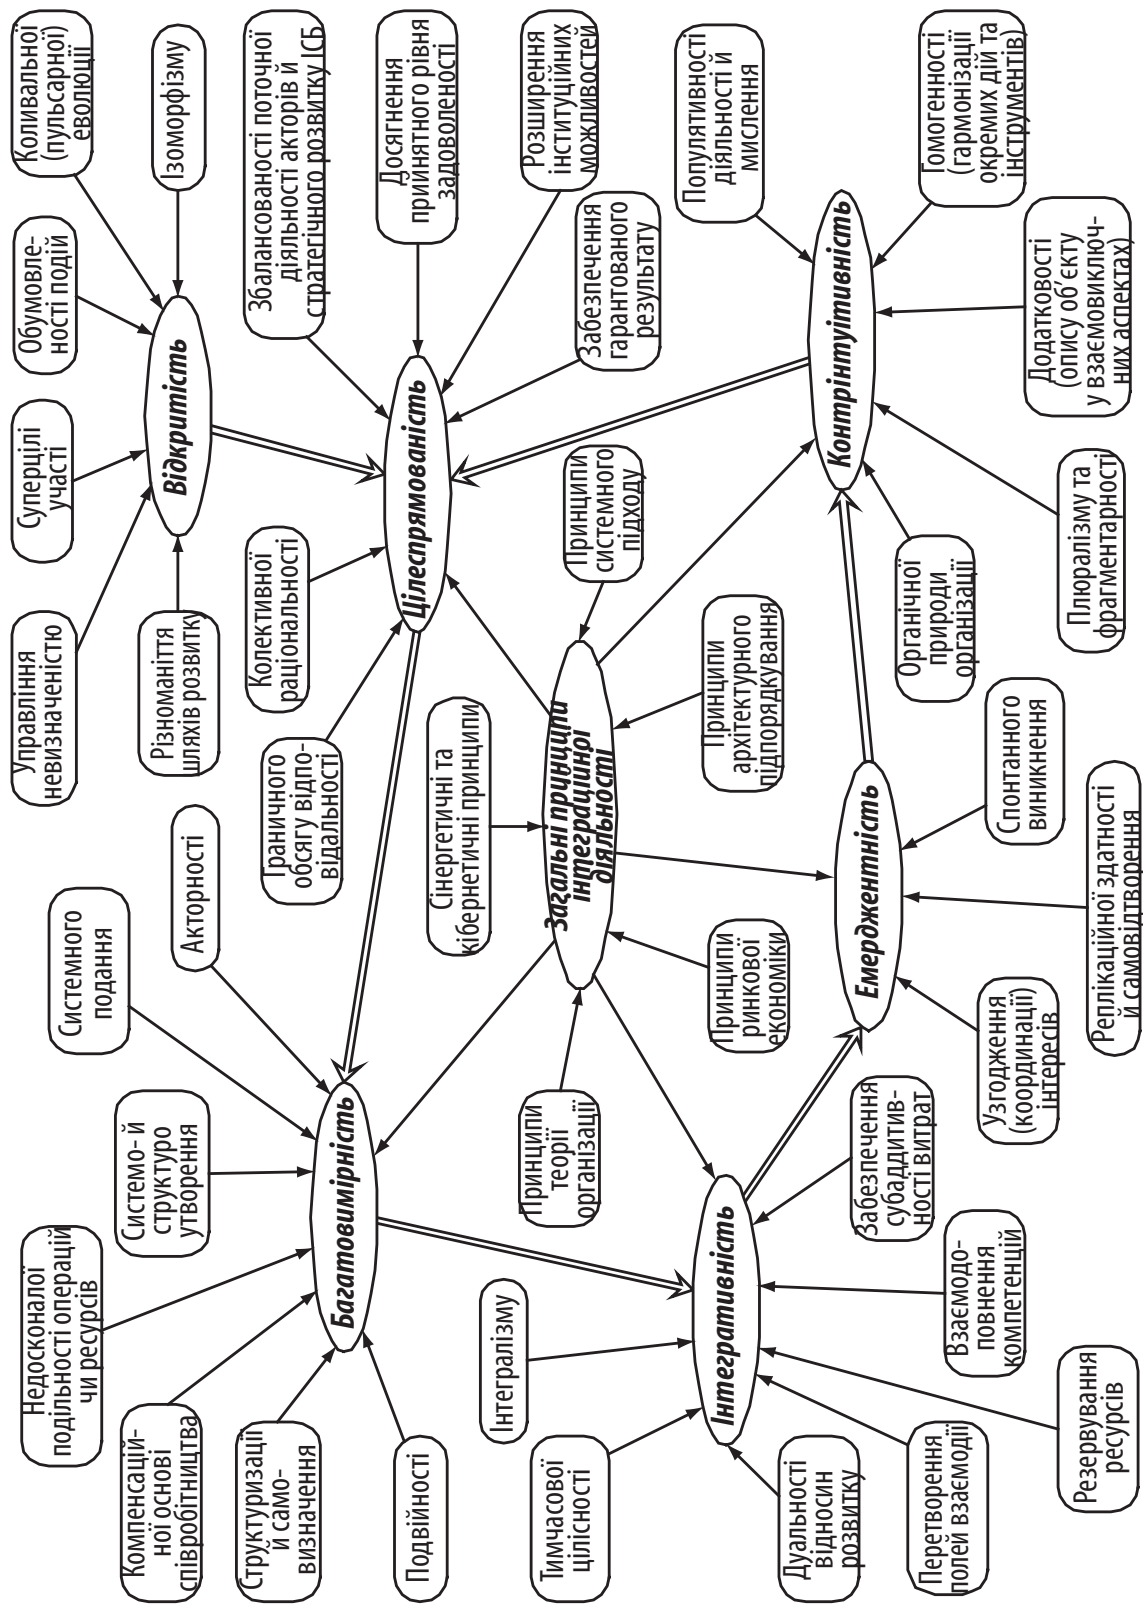 Недосконалої
подільності операцій
чи ресурсів
Системного
подання
Управління
невизначеністю
Суперцілі
участі
Обумовле-
ності подій
Коливальної
(пульсарної)
еволюції
Компенсацій-
ної основі
співробітництва
Системо- й
структуро
утворення
Акторності
Різноманіття
шляхів розвитку
Відкритість
Ізоморфізму
Структуризації
й само-
визначення
Граничного
обсягу відпо-
відальності
Колективної
раціональності
Збалансованості поточної
діяльності акторів й
стратегічного розвитку ІСБ
Багатовимірність
Подвійності
Цілеспрямованість
Досягнення
прийнятного рівня
задоволеності
Інтегралізму
Сінергетичні та
кібернетичні принципи
Розширення
інституційних
можливостей
Тимчасової
цілісності
Принципи
теорії
організації
Загальні принципи
інтеграційної
діяльності
Принципи
системного
підходу
Забезпечення
гарантованого
результату
Інтегративність
Принципи
ринкової
економіки
Принципи
архітектурного
підпорядкування
Популятивності
діяльності й
мислення
Дуальності
відносин
розвитку
Забезпечення
субаддитив-
ності витрат
Емерджентність
Контрінтуїтивність
Перетворення
полей взаємодії
Взаємодо-
повнення
компетенцій
Узгодження
(координації)
інтересів
Спонтанного
виникнення
Органічної
природи
організації
Гомогенності
(гармонізації
окремих дій та
інструментів)
Резервування
ресурсів
Реплікаційної здатності
й самовідтворення
Плюралізму та
фрагментарності
Додатковості
(опису об’єкту
у взаємовиключ-
них аспектах)